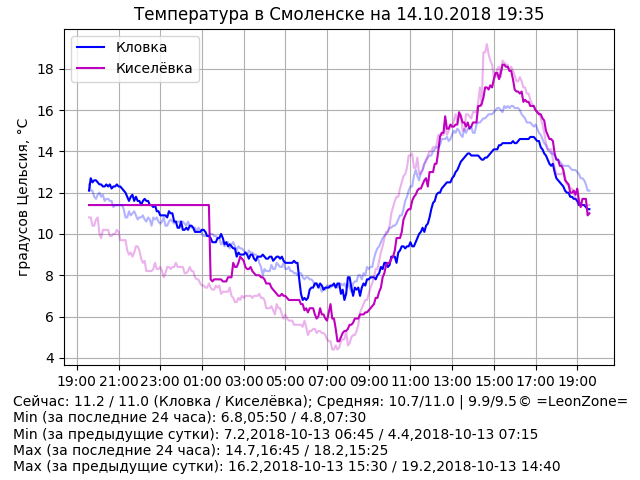 Температура в Смоленске на 14.10.2018 19:35
Кловка
Киселёвка
градусов Цельсия, °C
18
16
14
12
10
8
6
4
19:00 21:00 23:00 01:00 03:00 05:00 07:00 09:00 11:00 13:00 15:00 17:00 19:00
Сейчас: 11.2 / 11.0 (Кловка / Киселёвка); Средняя: 10.7/11.0 | 9.9/9.5© =LeonZone=
Min (за последние 24 часа): 6.8,05:50 / 4.8,07:30
Min (за предыдущие сутки): 7.2,2018-10-13 06:45 / 4.4,2018-10-13 07:15
Max (за последние 24 часа): 14.7,16:45 / 18.2,15:25
Max (за предыдущие сутки): 16.2,2018-10-13 15:30 / 19.2,2018-10-13 14:40